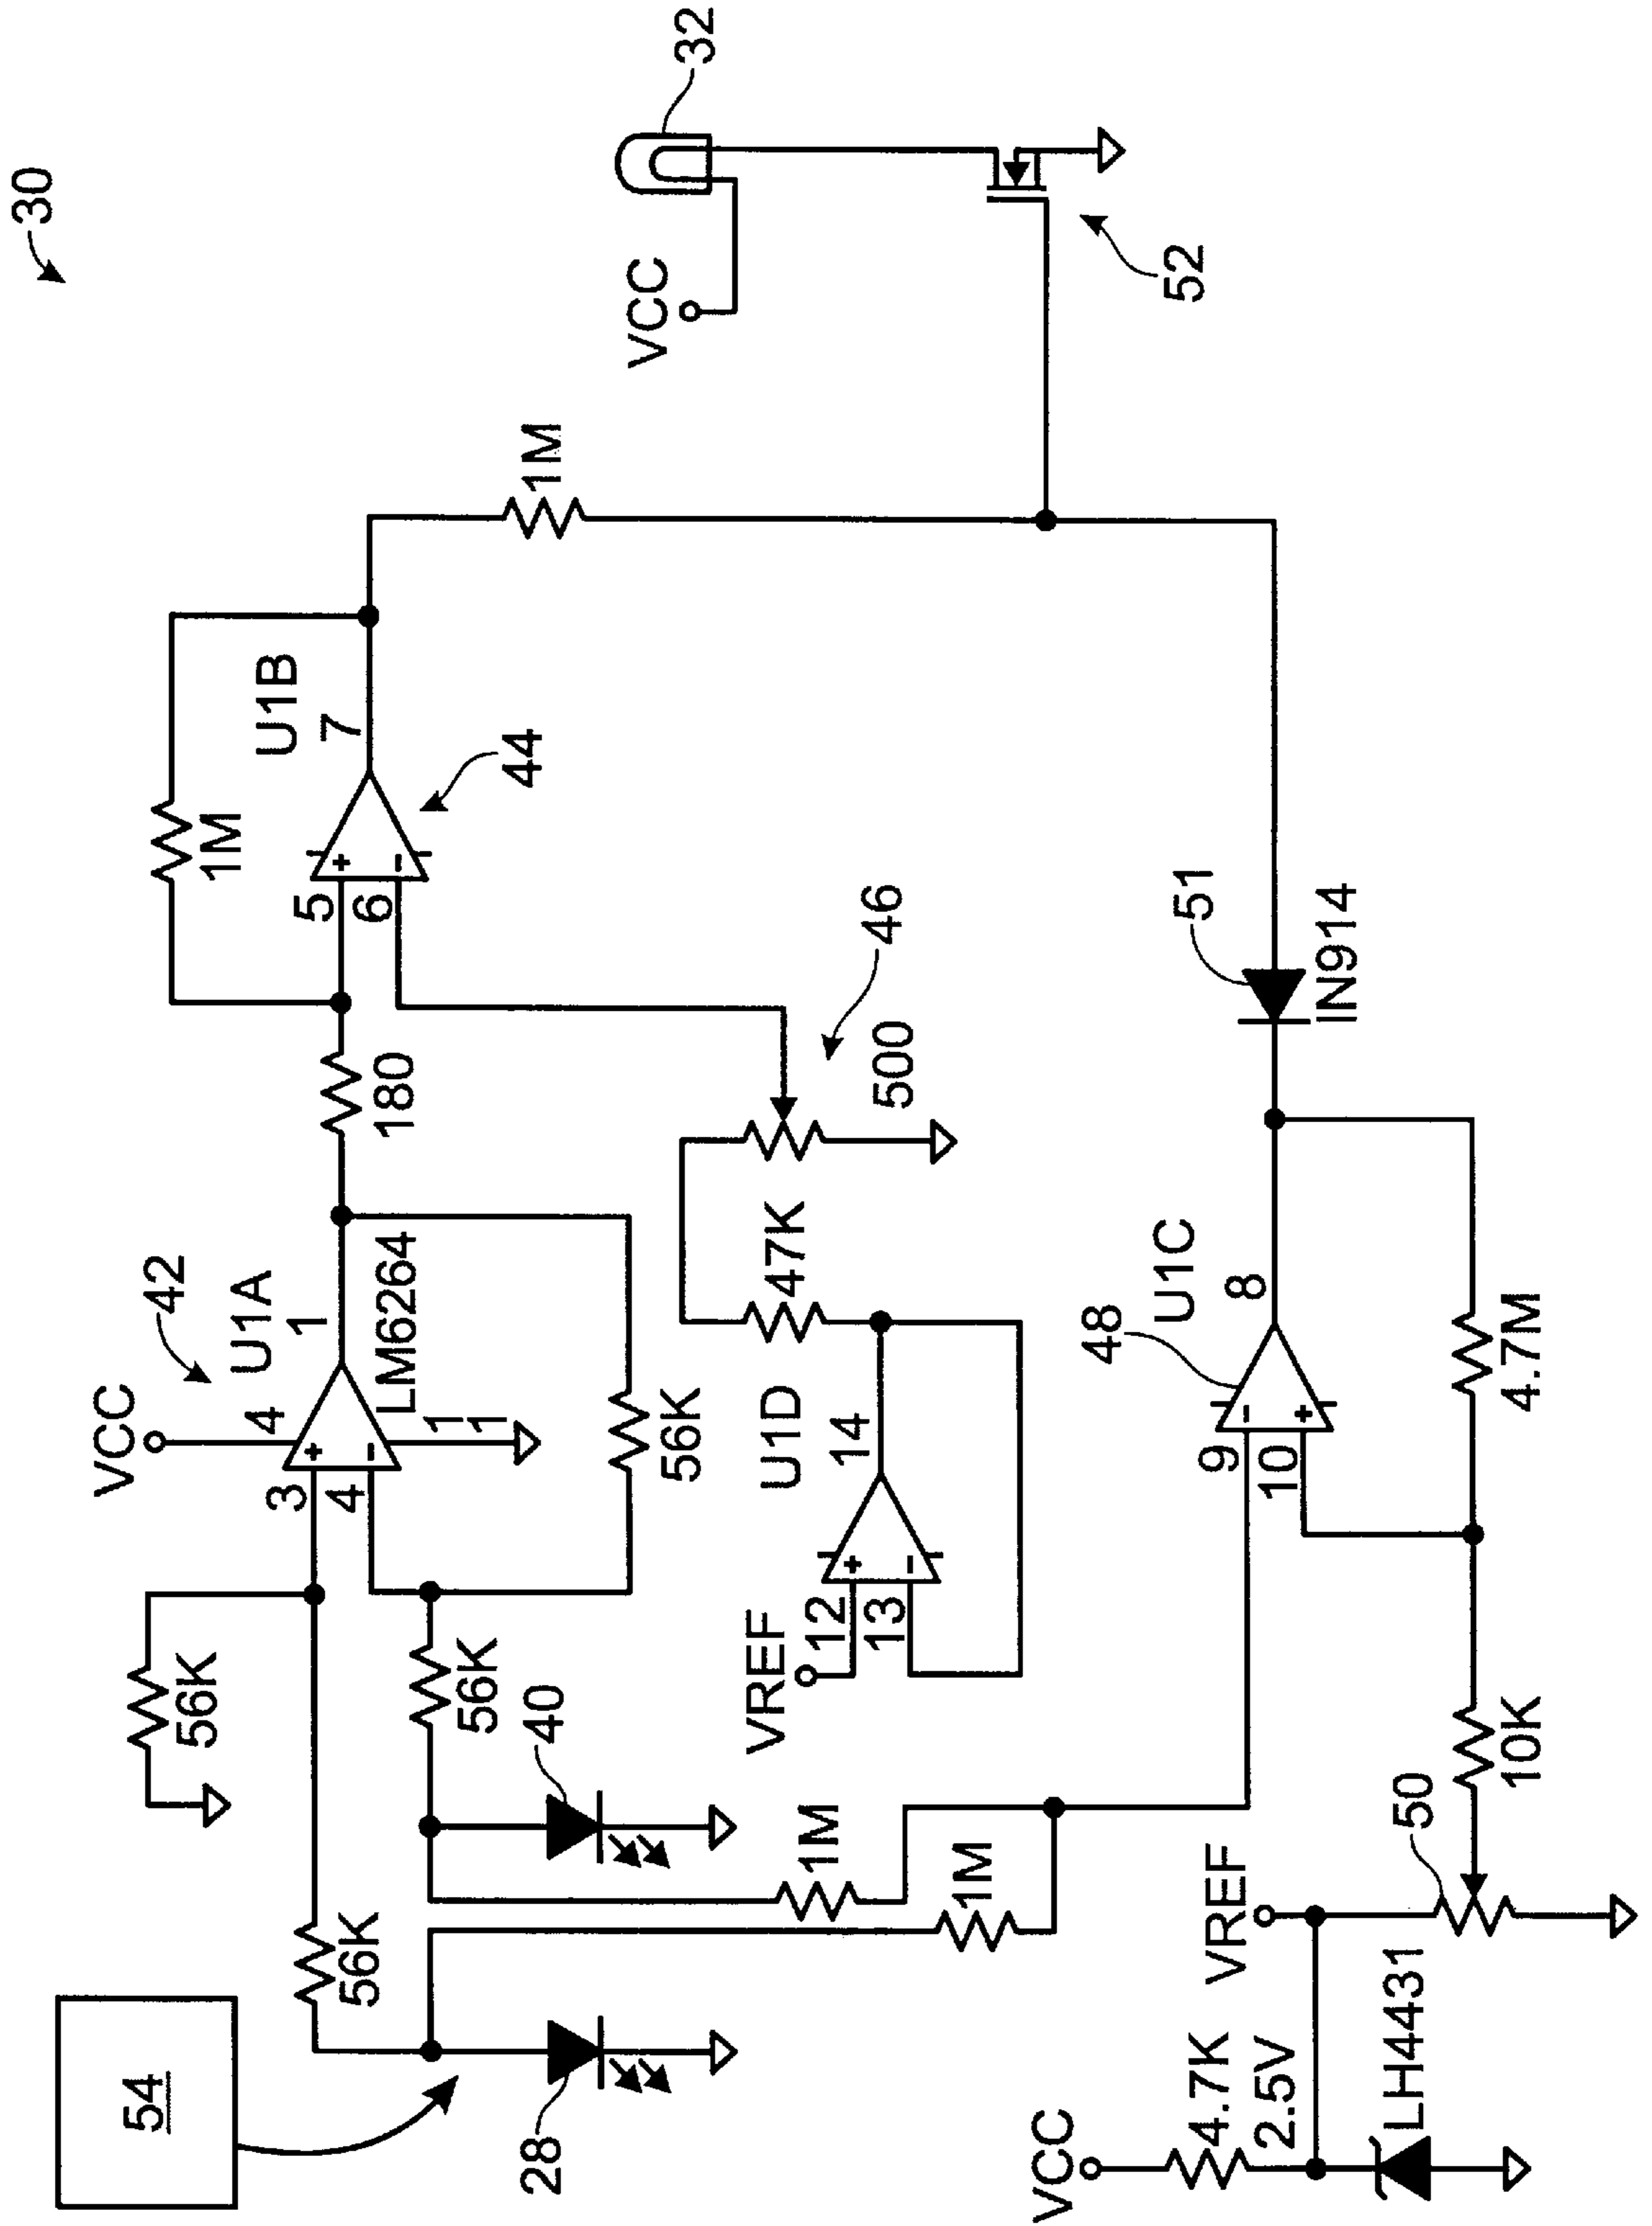 30
32
VCC
52
1M
1M
U1B
7
44
5
6
180
46
500
47K
51
IN914
VCC
42
U1A
1
4
LM6264
11
3
4
56K
56K
56K
40
U1D
14
12
13
VREF
48
U1C
8
9
10
4.7M
10K
50
VREF
1M
1M
56K
54
28
VCC
4.7K
2.5V
LH4431